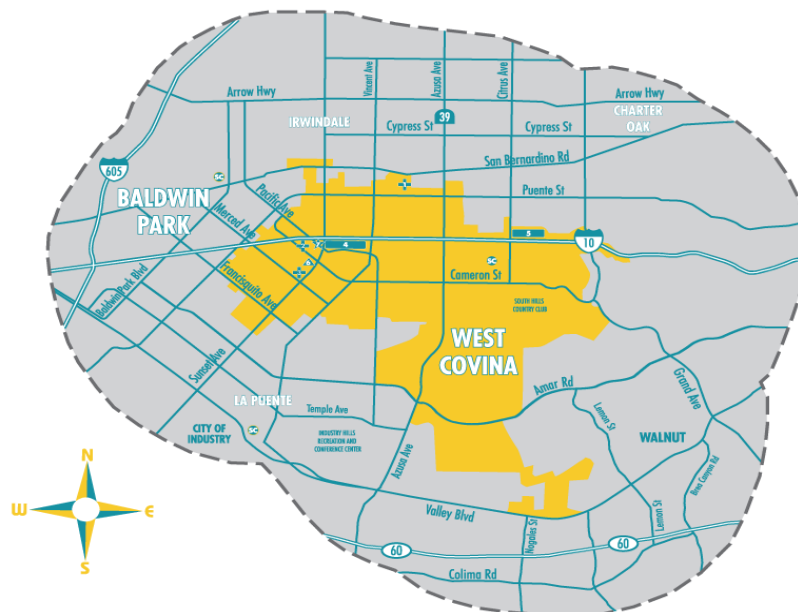 Vincent Ave
Azusa Ave
Citrus Ave
Arrow Hwy
Arrow Hwy
CHARTER
OAK
39
IRWINDALE
Cypress St
Cypress St
San Bernardino Rd
605
SC
BALDWIN
PARK
Pacific Ave
Puente St
Merced Ave
4
5
10
Francisquito Ave
SC
Cameron St
Baldwin Park Blvd
SOUTH HILLS
COUNTRY CLUB
WEST
COVINA
Sunset Ave
Amar Rd
Grand Ave
LA PUENTE
Temple Ave
Lemon St
CITY OF
INDUSTRY
SC
INDUSTRY HILLS
RECREATION AND
CONFERENCE CENTER
WALNUT
Azusa Ave
Brea Canyon Rd
N
W
E
S
Valley Blvd
Nogales St
Lemon St
60
60
Colima Rd